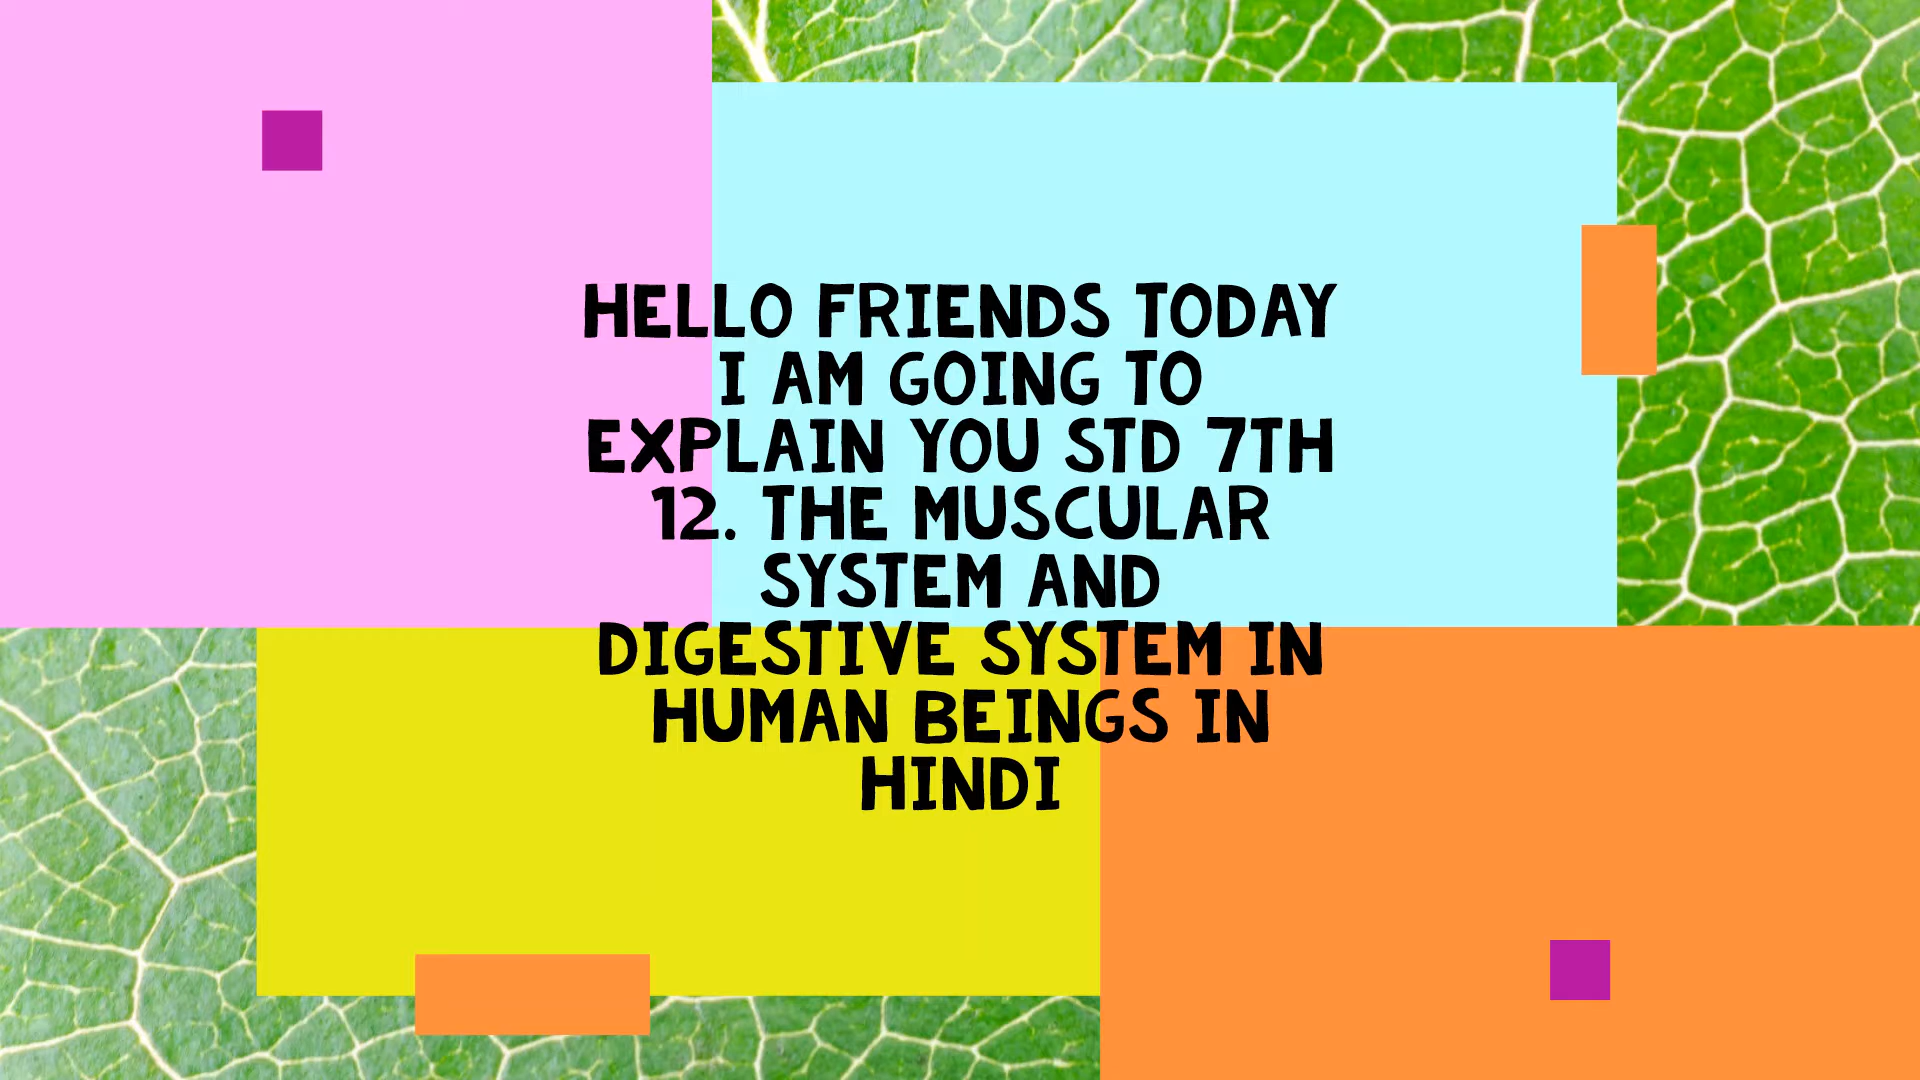 HELLO FRIENDS TODAY
I AM GOING TO
EXPLAIN YOU STD 7TH
12. THE MUSCULAR
SYSTEM AND
DIGESTIVE SYSTEM IN
HUMAN BEINGS IN
HINDI